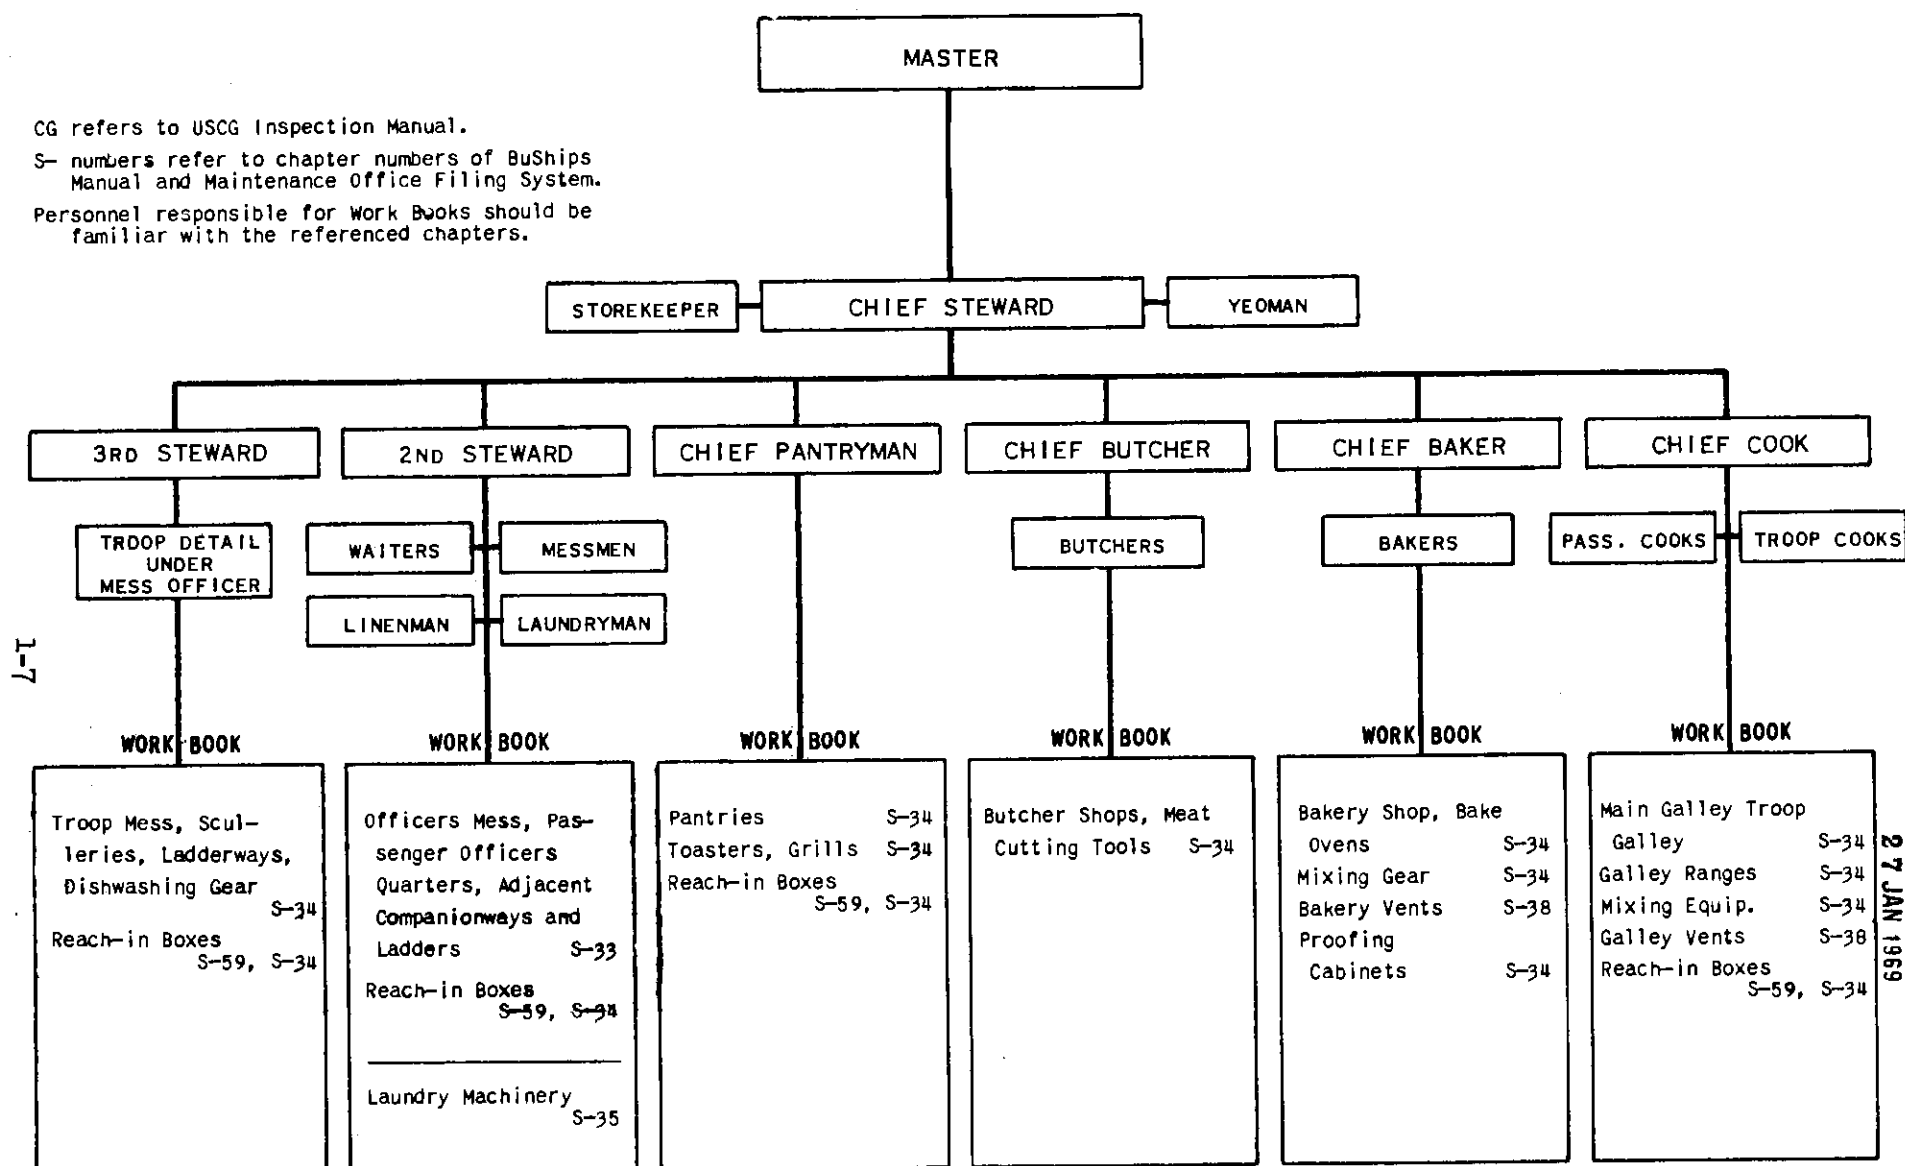 MASTER
CG refers to USCG Inspection Manual.
S- numbers refer to chapter numbers of BuShips
Manual and Maintenance Office Filing System.
Personnel responsible for Work Books should be
familiar with the referenced chapters.
STOREKEEPER
CHIEF STEWARD
YEOMAN
3RD STEWARD
2ND STEWARD
CHIEF PANTRYMAN
CHIEF BUTCHER
CHIEF BAKER
CHIEF COOK
TROOP DETAIL
UNDER
MESS OFFICER
WAITERS
MESSMEN
LINENMAN
LAUNDRYMAN
BUTCHERS
BAKERS
PASS. COOKS
TROOP COOKS
1-7
WORK BOOK
Troop Mess, Scul-
leries, Ladderways,
Dishwashing Gear
S-34
Reach-in Boxes
S-59, S-34
WORK BOOK
Officers Mess, Pas-
senger Officers
Quarters, Adjacent
Companionways and
Ladders S-33
Reach-in Boxes
S-59, S-34
Laundry Machinery
S-35
WORK BOOK
Pantries S-34
Toasters, Grills S-34
Reach-in Boxes
S-59, S-34
WORK BOOK
Butcher Shops, Meat
Cutting Tools S-34
WORK BOOK
Bakery Shop, Bake
Ovens S-34
Mixing Gear S-34
Bakery Vents S-38
Proofing
Cabinets S-34
WORK BOOK
Main Galley Troop
Galley S-34
Galley Ranges S-34
Mixing Equip. S-34
Galley Vents S-38
Reach-in Boxes
S-59, S-34
27 JAN 1969